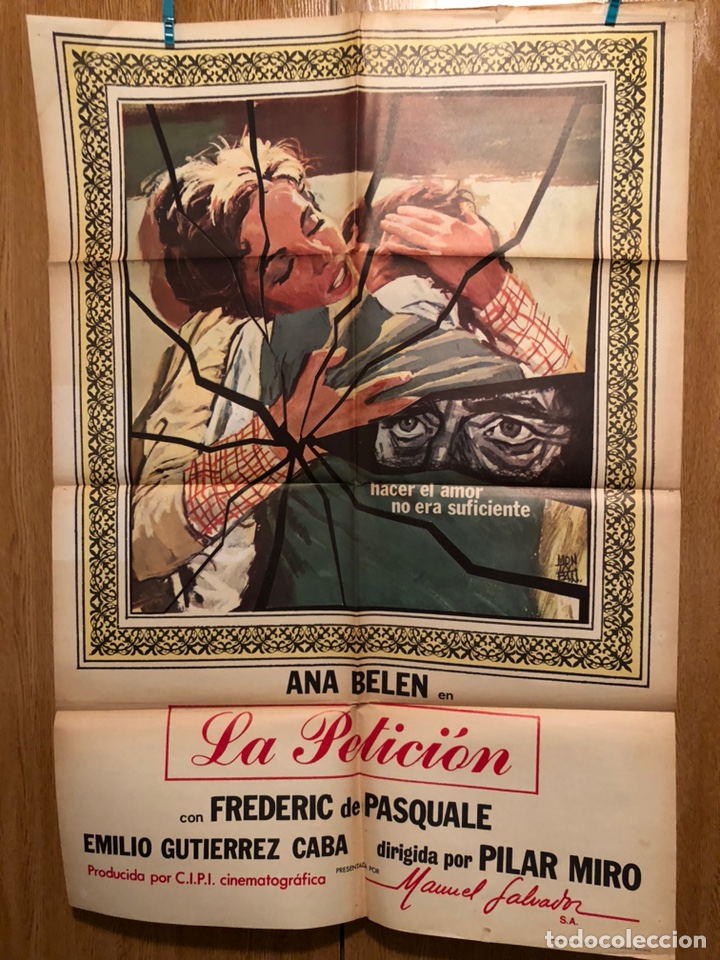 hacer el amor
no era suficiente
ANA BELEN en
La Petición
con FREDERIC de PASQUALE
EMILIO GUTIERREZ CABA dirigida por PILAR MIRO
Producida por C.I.P.I. cinematográfica PRESENTADA POR Manuel Salvador S.A.
todocoleccion